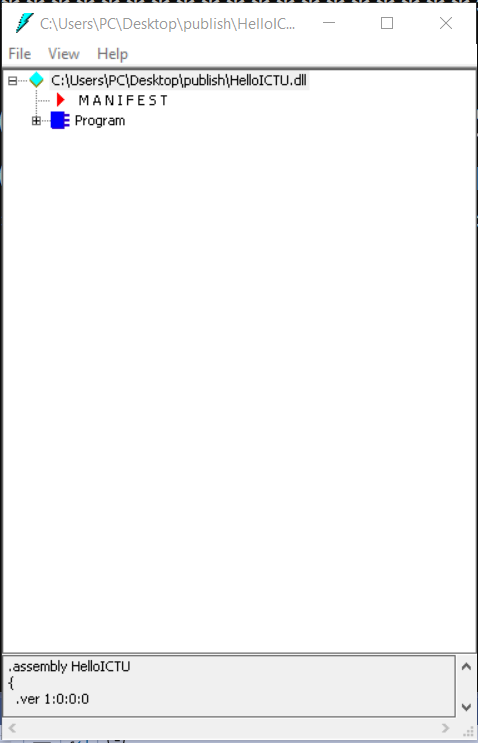 C:\Users\PC\Desktop\publish\HelloIC...
File View Help
C:\Users\PC\Desktop\publish\HelloICTU.dll
M A N I F E S T
Program
.assembly HelloICTU
{
.ver 1:0:0:0